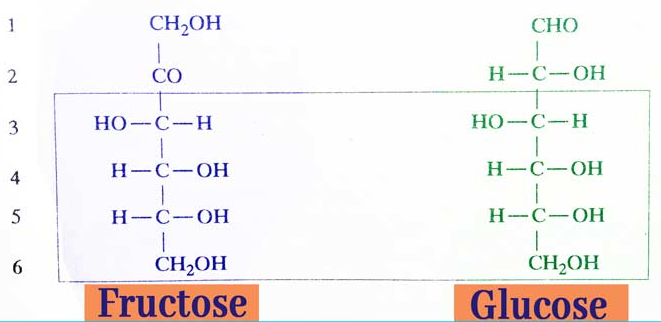 1 CH₂OH CHO
2 CO H—C—OH
3 HO—C—H HO—C—H
4 H—C—OH H—C—OH
5 H—C—OH H—C—OH
6 CH₂OH CH₂OH
Fructose Glucose